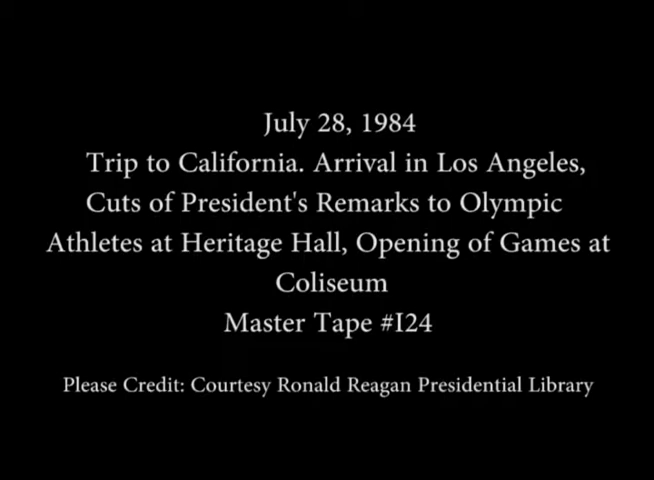 July 28, 1984
Trip to California. Arrival in Los Angeles,
Cuts of President's Remarks to Olympic
Athletes at Heritage Hall, Opening of Games at
Coliseum
Master Tape #I24
Please Credit: Courtesy Ronald Reagan Presidential Library